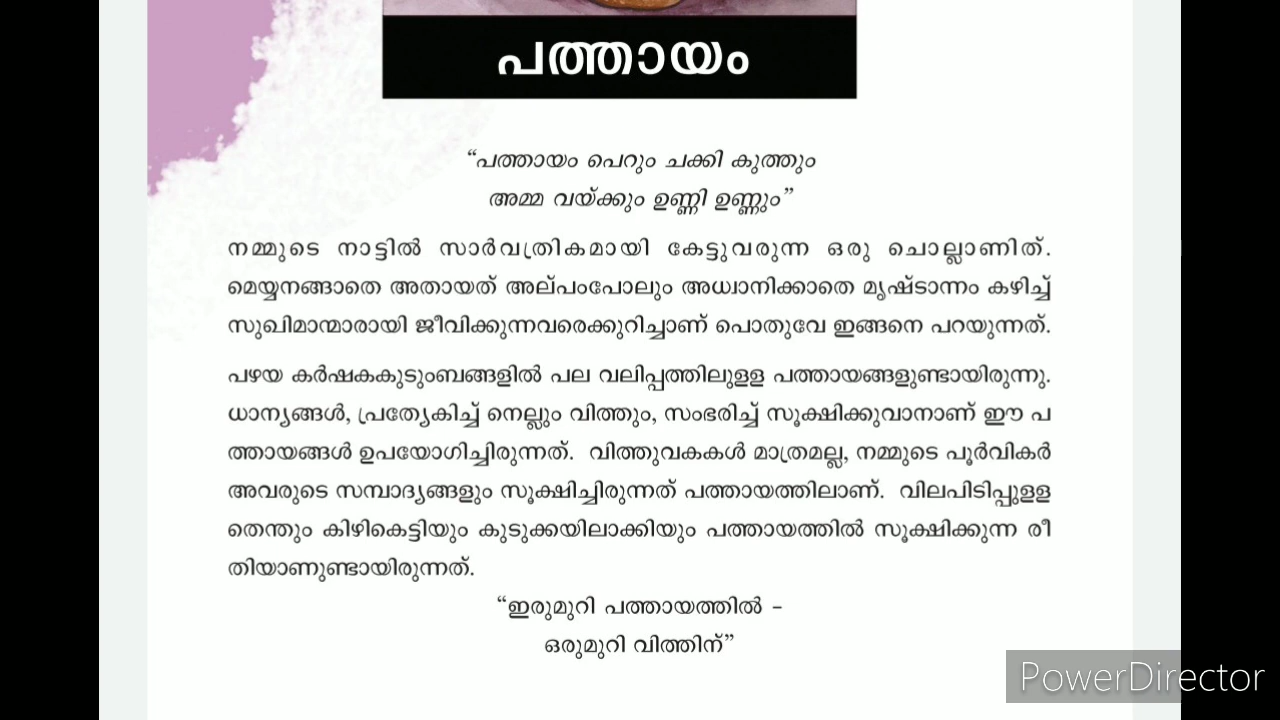 പത്തായം
“പത്തായം പെറും ചക്കി കുത്തും
അമ്മ വയ്ക്കും ഉണ്ണി ഉണ്ണും”
നമ്മുടെ നാട്ടിൽ സാർവത്രികമായി കേട്ടുവരുന്ന ഒരു ചൊല്ലാണിത്.
മെയ്യനങ്ങാതെ അതായത് അല്പംപോലും അധ്വാനിക്കാതെ മൃഷ്ടാന്നം കഴിച്ച്
സുഖിമാന്മാരായി ജീവിക്കുന്നവരെക്കുറിച്ചാണ് പൊതുവേ ഇങ്ങനെ പറയുന്നത്.
പഴയ കർഷകകുടുംബങ്ങളിൽ പല വലിപ്പത്തിലുളള പത്തായങ്ങളുണ്ടായിരുന്നു.
ധാന്യങ്ങൾ, പ്രത്യേകിച്ച് നെല്ലും വിത്തും, സംഭരിച്ച് സൂക്ഷിക്കുവാനാണ് ഈ പ
ത്തായങ്ങൾ ഉപയോഗിച്ചിരുന്നത്. വിത്തുവകകൾ മാത്രമല്ല, നമ്മുടെ പൂർവികർ
അവരുടെ സമ്പാദ്യങ്ങളും സൂക്ഷിച്ചിരുന്നത് പത്തായത്തിലാണ്. വിലപിടിപ്പുളള
തെന്തും കിഴികെട്ടിയും കുടുക്കയിലാക്കിയും പത്തായത്തിൽ സൂക്ഷിക്കുന്ന രീ
തിയാണുണ്ടായിരുന്നത്.
“ഇരുമുറി പത്തായത്തിൽ –
ഒരുമുറി വിത്തിന്”
PowerDirector